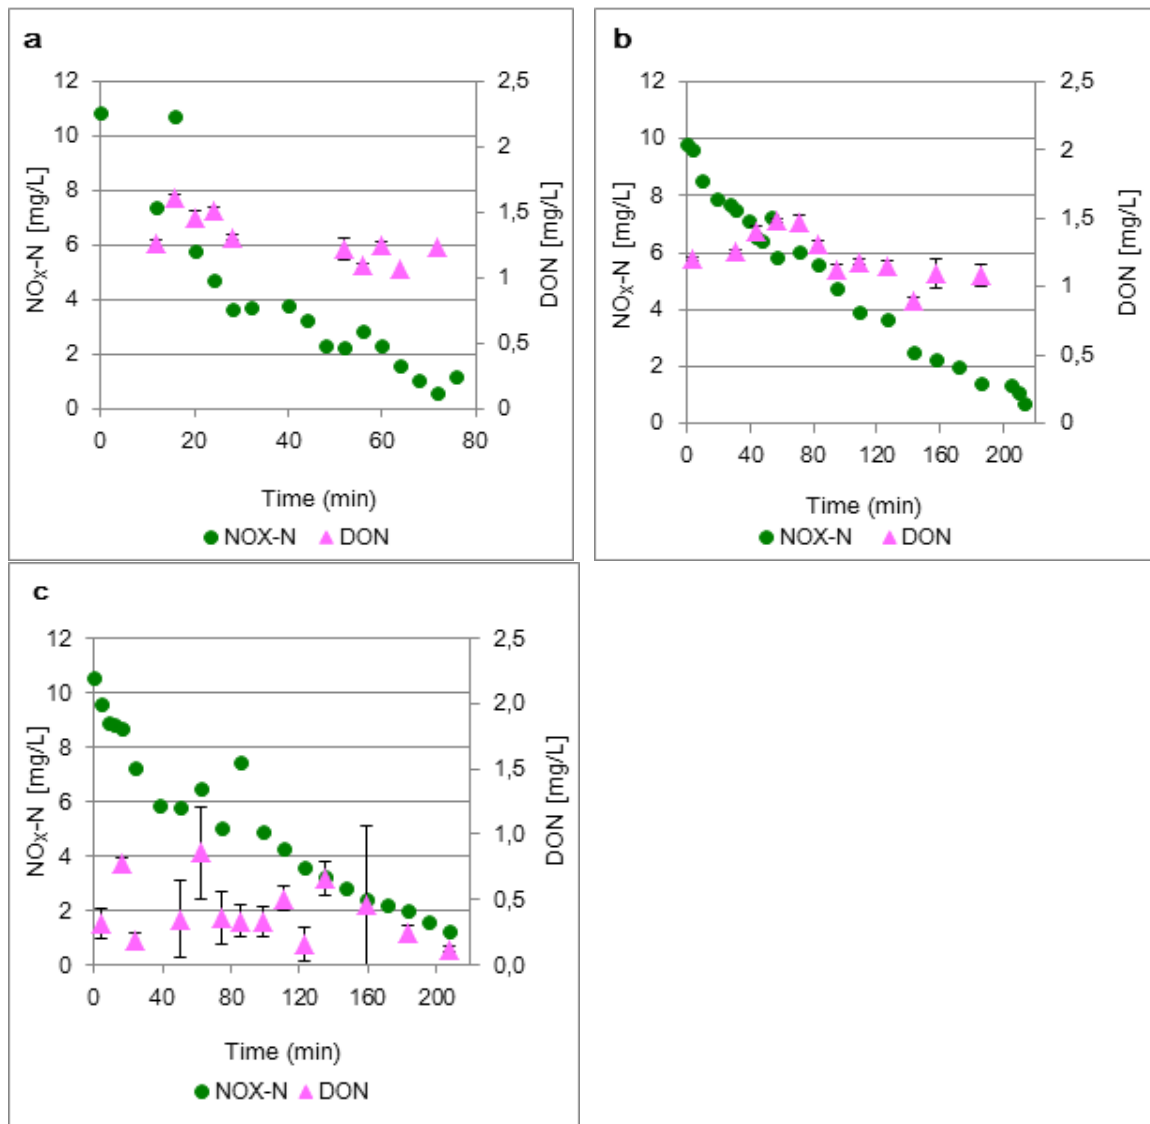 a
12
10
8
6
4
2
0
NOX-N [mg/L]
2,5
2
1,5
1
0,5
0
DON [mg/L]
0 20 40 60 80
Time (min)
NOX-N DON
b
12
10
8
6
4
2
0
NOX-N [mg/L]
2,5
2
1,5
1
0,5
0
DON [mg/L]
0 40 80 120 160 200
Time (min)
NOX-N DON
c
12
10
8
6
4
2
0
NOX-N [mg/L]
2,5
2,0
1,5
1,0
0,5
0,0
DON [mg/L]
0 40 80 120 160 200
Time (min)
NOX-N DON